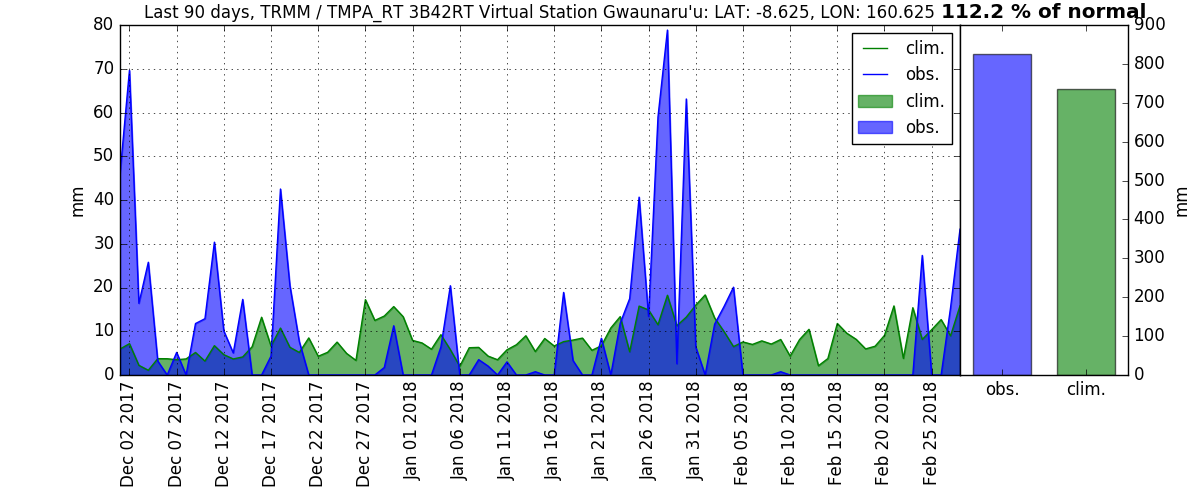 Last 90 days, TRMM / TMPA_RT 3B42RT Virtual Station Gwaunaru'u: LAT: -8.625, LON: 160.625 112.2 % of normal
80
70
60
50
40
30
20
10
0
mm
clim.
obs.
clim.
obs.
Dec 02 2017
Dec 07 2017
Dec 12 2017
Dec 17 2017
Dec 22 2017
Dec 27 2017
Jan 01 2018
Jan 06 2018
Jan 11 2018
Jan 16 2018
Jan 21 2018
Jan 26 2018
Jan 31 2018
Feb 05 2018
Feb 10 2018
Feb 15 2018
Feb 20 2018
Feb 25 2018
900
800
700
600
500
400
300
200
100
0
mm
obs.
clim.